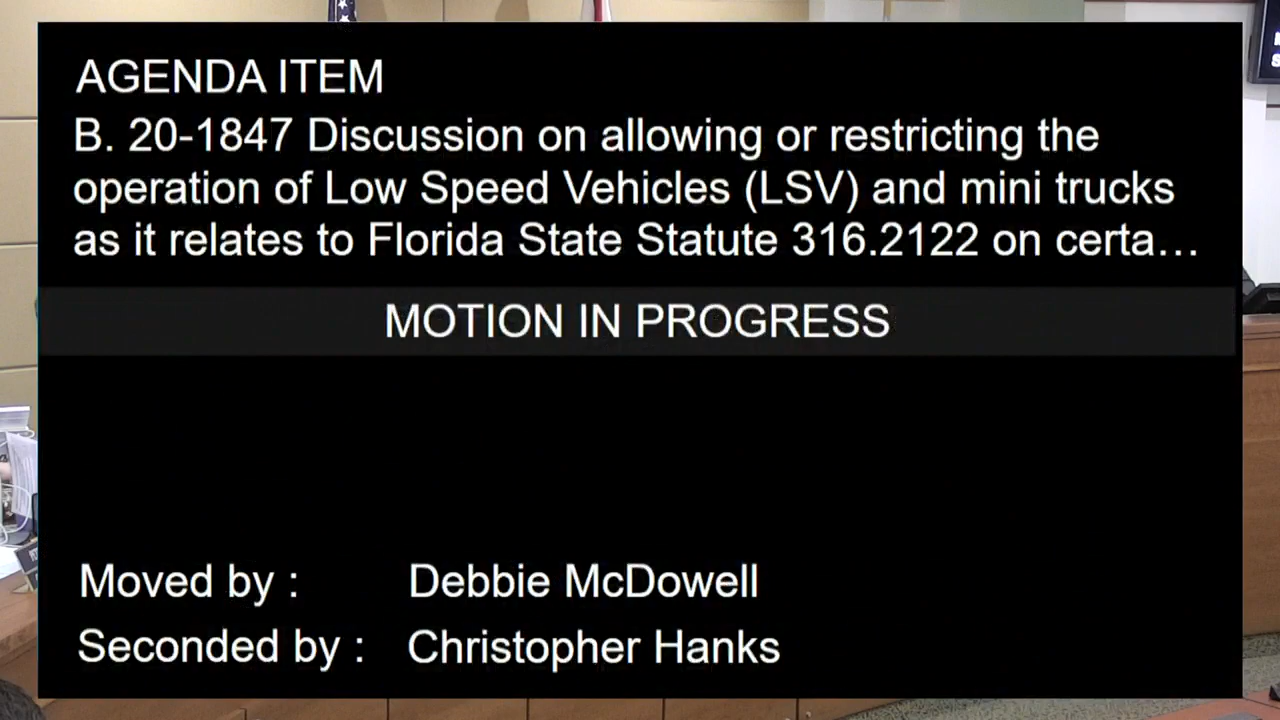 AGENDA ITEM
B. 20-1847 Discussion on allowing or restricting the
operation of Low Speed Vehicles (LSV) and mini trucks
as it relates to Florida State Statute 316.2122 on certa...
MOTION IN PROGRESS
Moved by : Debbie McDowell
Seconded by : Christopher Hanks